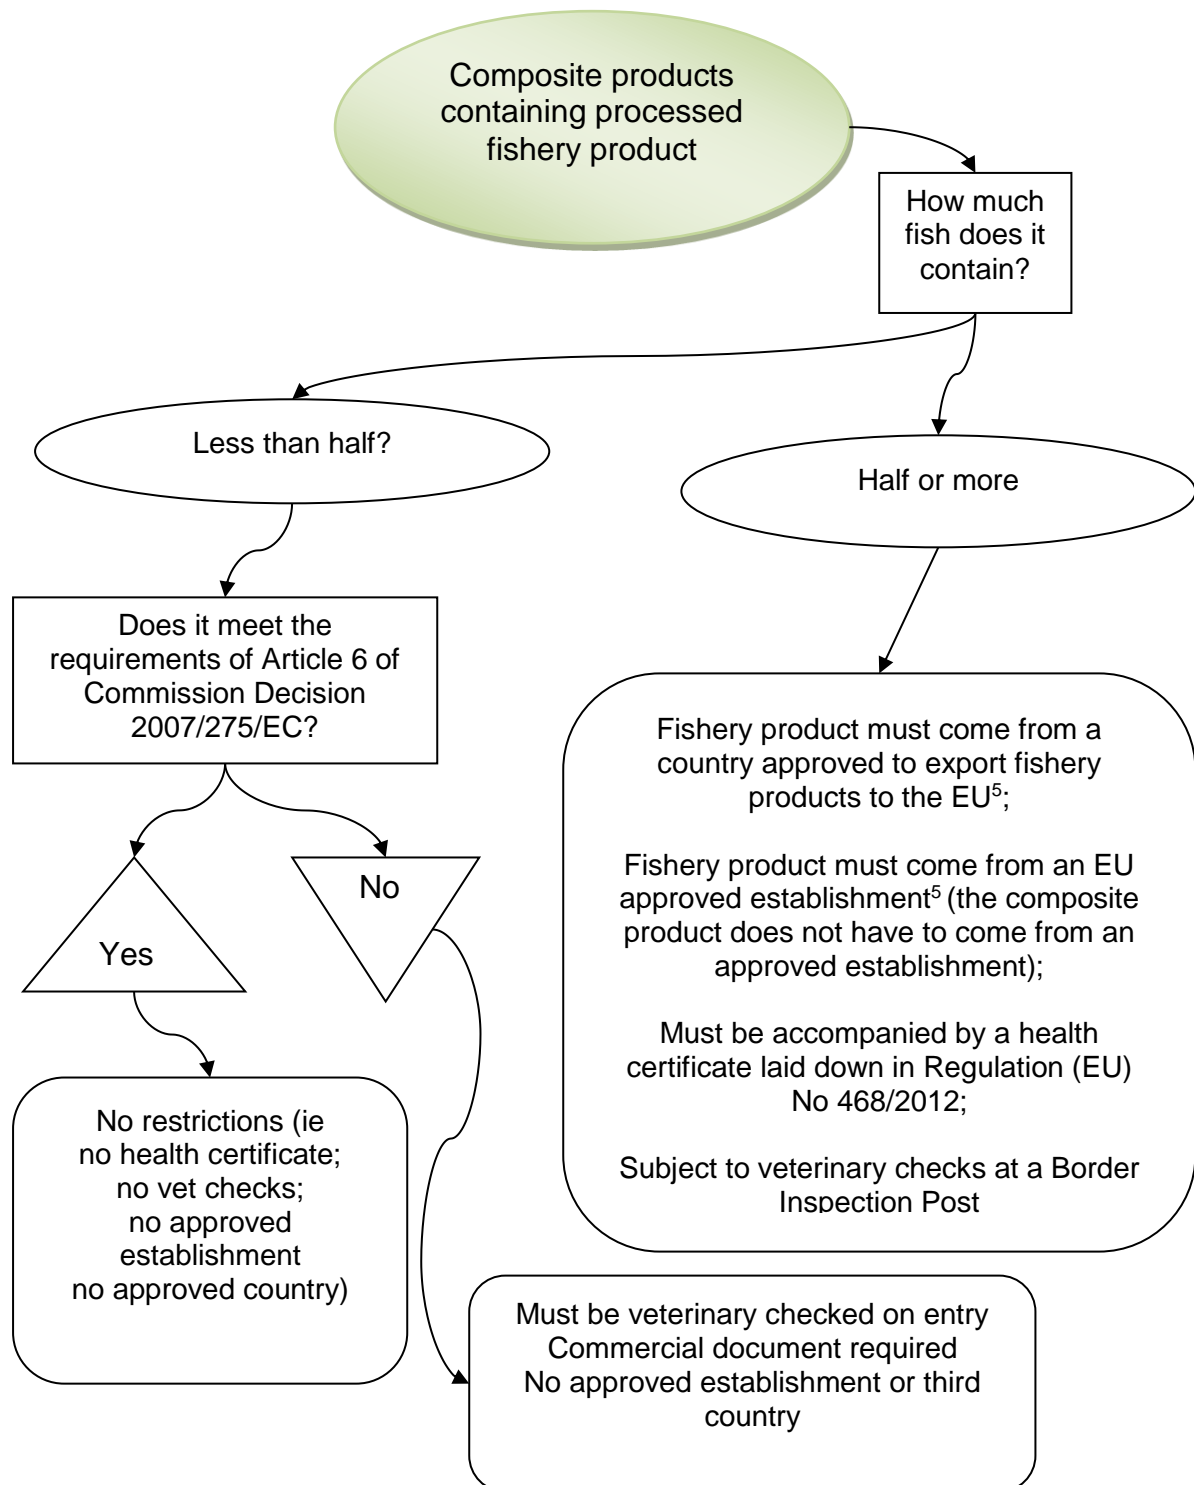 Composite products
containing processed
fishery product
How much
fish does it
contain?
Less than half?
Half or more
Does it meet the
requirements of Article 6 of
Commission Decision
2007/275/EC?
Fishery product must come from a
country approved to export fishery
products to the EU⁵;
Fishery product must come from an EU
approved establishment⁵ (the composite
product does not have to come from an
approved establishment);
Must be accompanied by a health
certificate laid down in Regulation (EU)
No 468/2012;
Subject to veterinary checks at a Border
Inspection Post
Yes
No
No restrictions (ie
no health certificate;
no vet checks;
no approved
establishment
no approved country)
Must be veterinary checked on entry
Commercial document required
No approved establishment or third
country